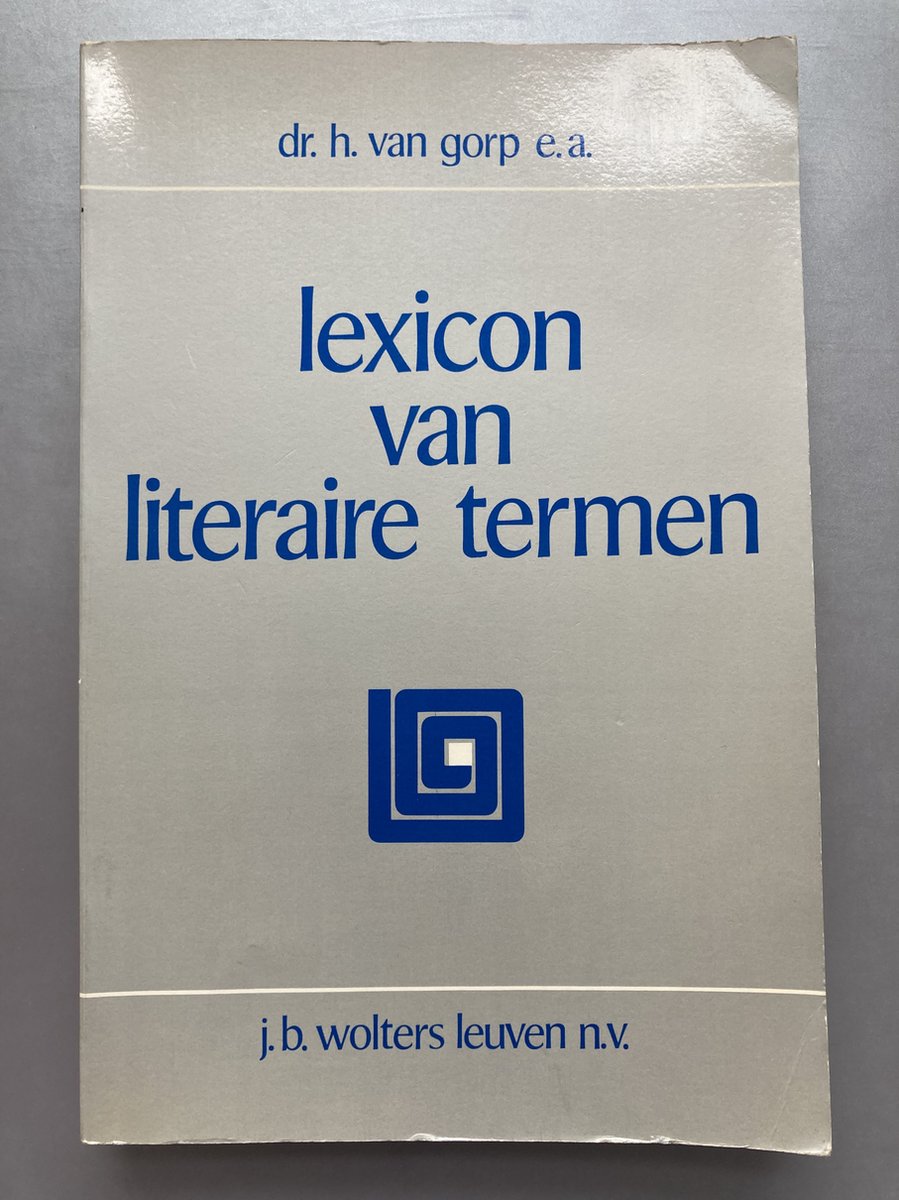 dr. h. van gorp e.a.
lexicon
van
literaire termen
j.b. wolters leuven n.v.